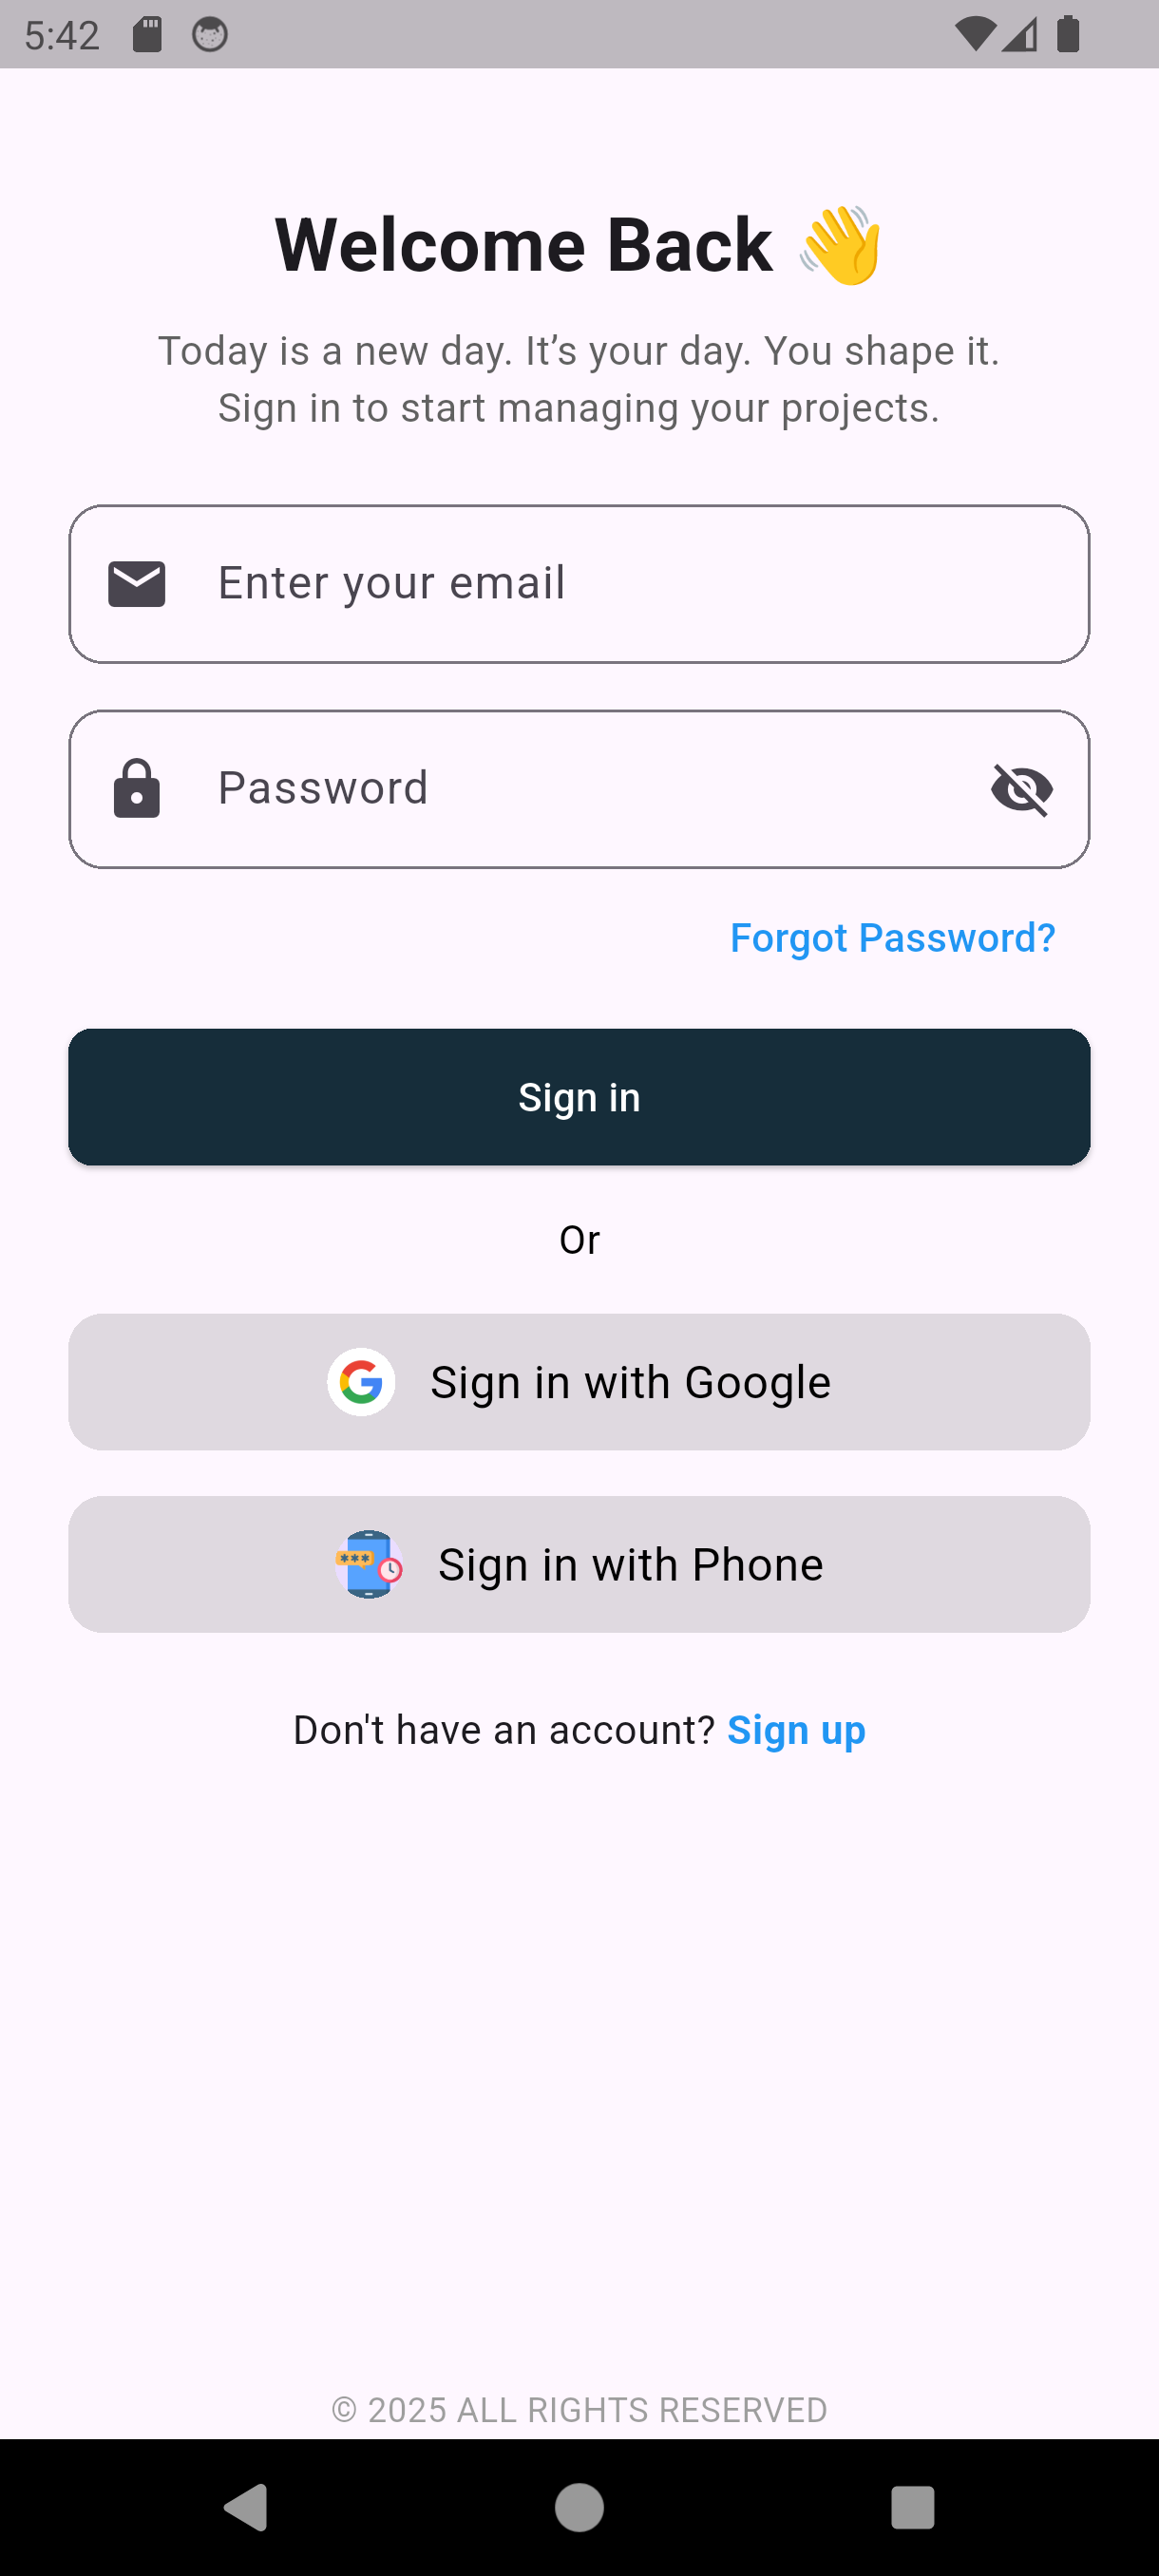 5:42
Welcome Back 👋
Today is a new day. It’s your day. You shape it.
Sign in to start managing your projects.
Enter your email
Password
Forgot Password?
Sign in
Or
Sign in with Google
Sign in with Phone
Don't have an account? Sign up
© 2025 ALL RIGHTS RESERVED